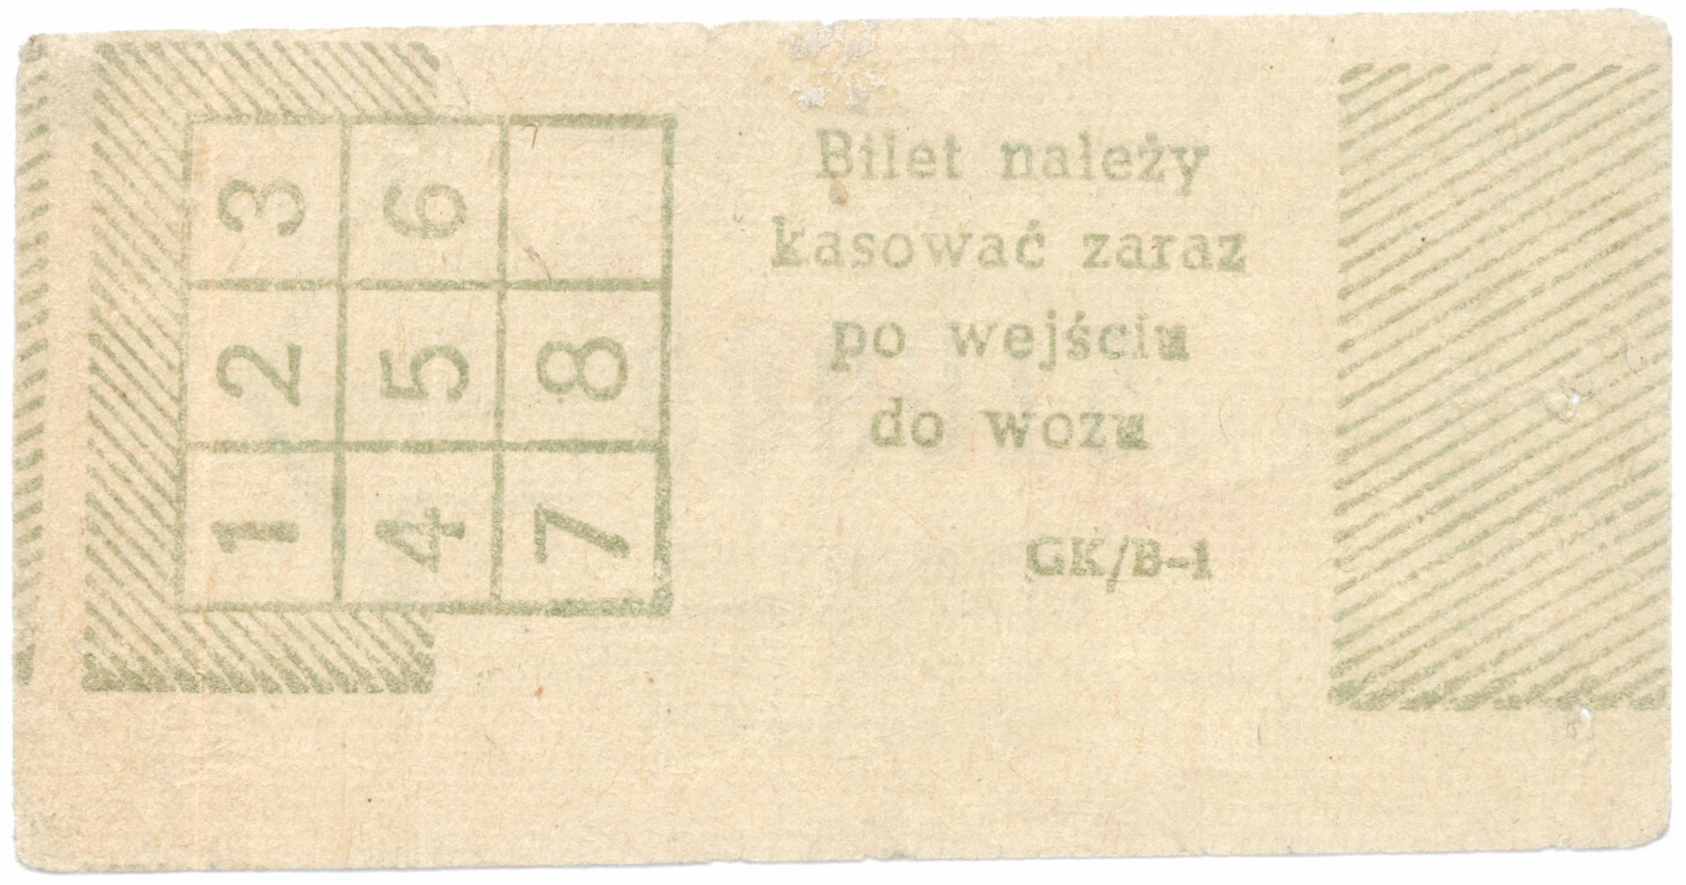 3 6
2 5 8
1 4 7
Bilet należy
kasować zaraz
po wejściu
do wozu
GK/B-1